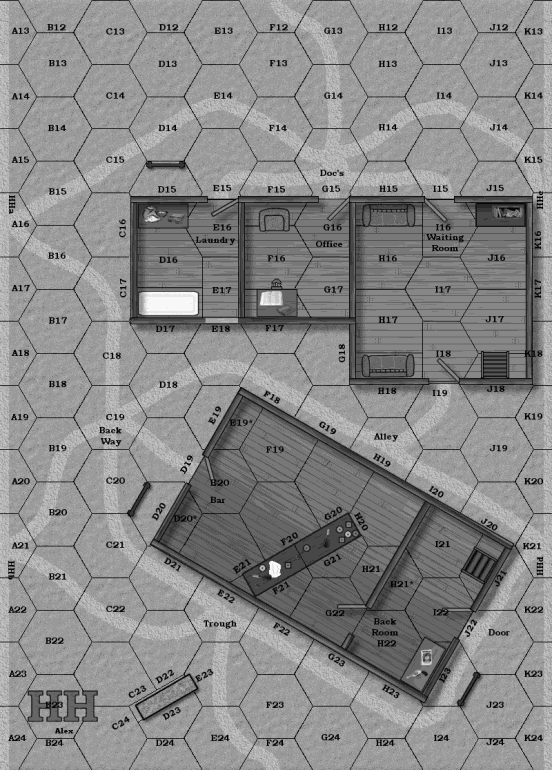 A13 B12 C13 D12 E13 F12 G13 H12 I13 J12 K13
B13 D13 F13 H13 J13
A14 C14 E14 G14 I14 K14
B14 D14 F14 H14 J14
A15 C15 K15
Doc's
B15 D15 E15 F15 G15 H15 I15 J15
HHa HHe
A16 C16 E16 G16 I16 K16
Laundry Office Waiting
Room
B16 D16 F16 H16 J16
A17 C17 E17 G17 I17 K17
B17 D17 E18 F17 H17 J17
A18 C18 G18 I18 K18
B18 D18 H18 I19 J18
F18
A19 C19 E19 E19* G19 K19
Back
Way
Alley
B19 D19 F19 H19 J19
A20 C20 B20 I20 K20
Bar
B20 D20 D20* G20 H20 J20
A21 C21 F20 I21 K21
D21 E21 G21
HHb HHd
B21 F21 H21 H21* J21
A22 C22 E22 G22 I22 K22
Trough F22 Back
Room
J22 Door
B22 H22
G23
A23 C23 D22 E23 I23 K23
HH
B23 C24 D23 F23 H23 J23
Alex
A24 B24 D24 E24 F24 G24 H24 I24 J24 K24